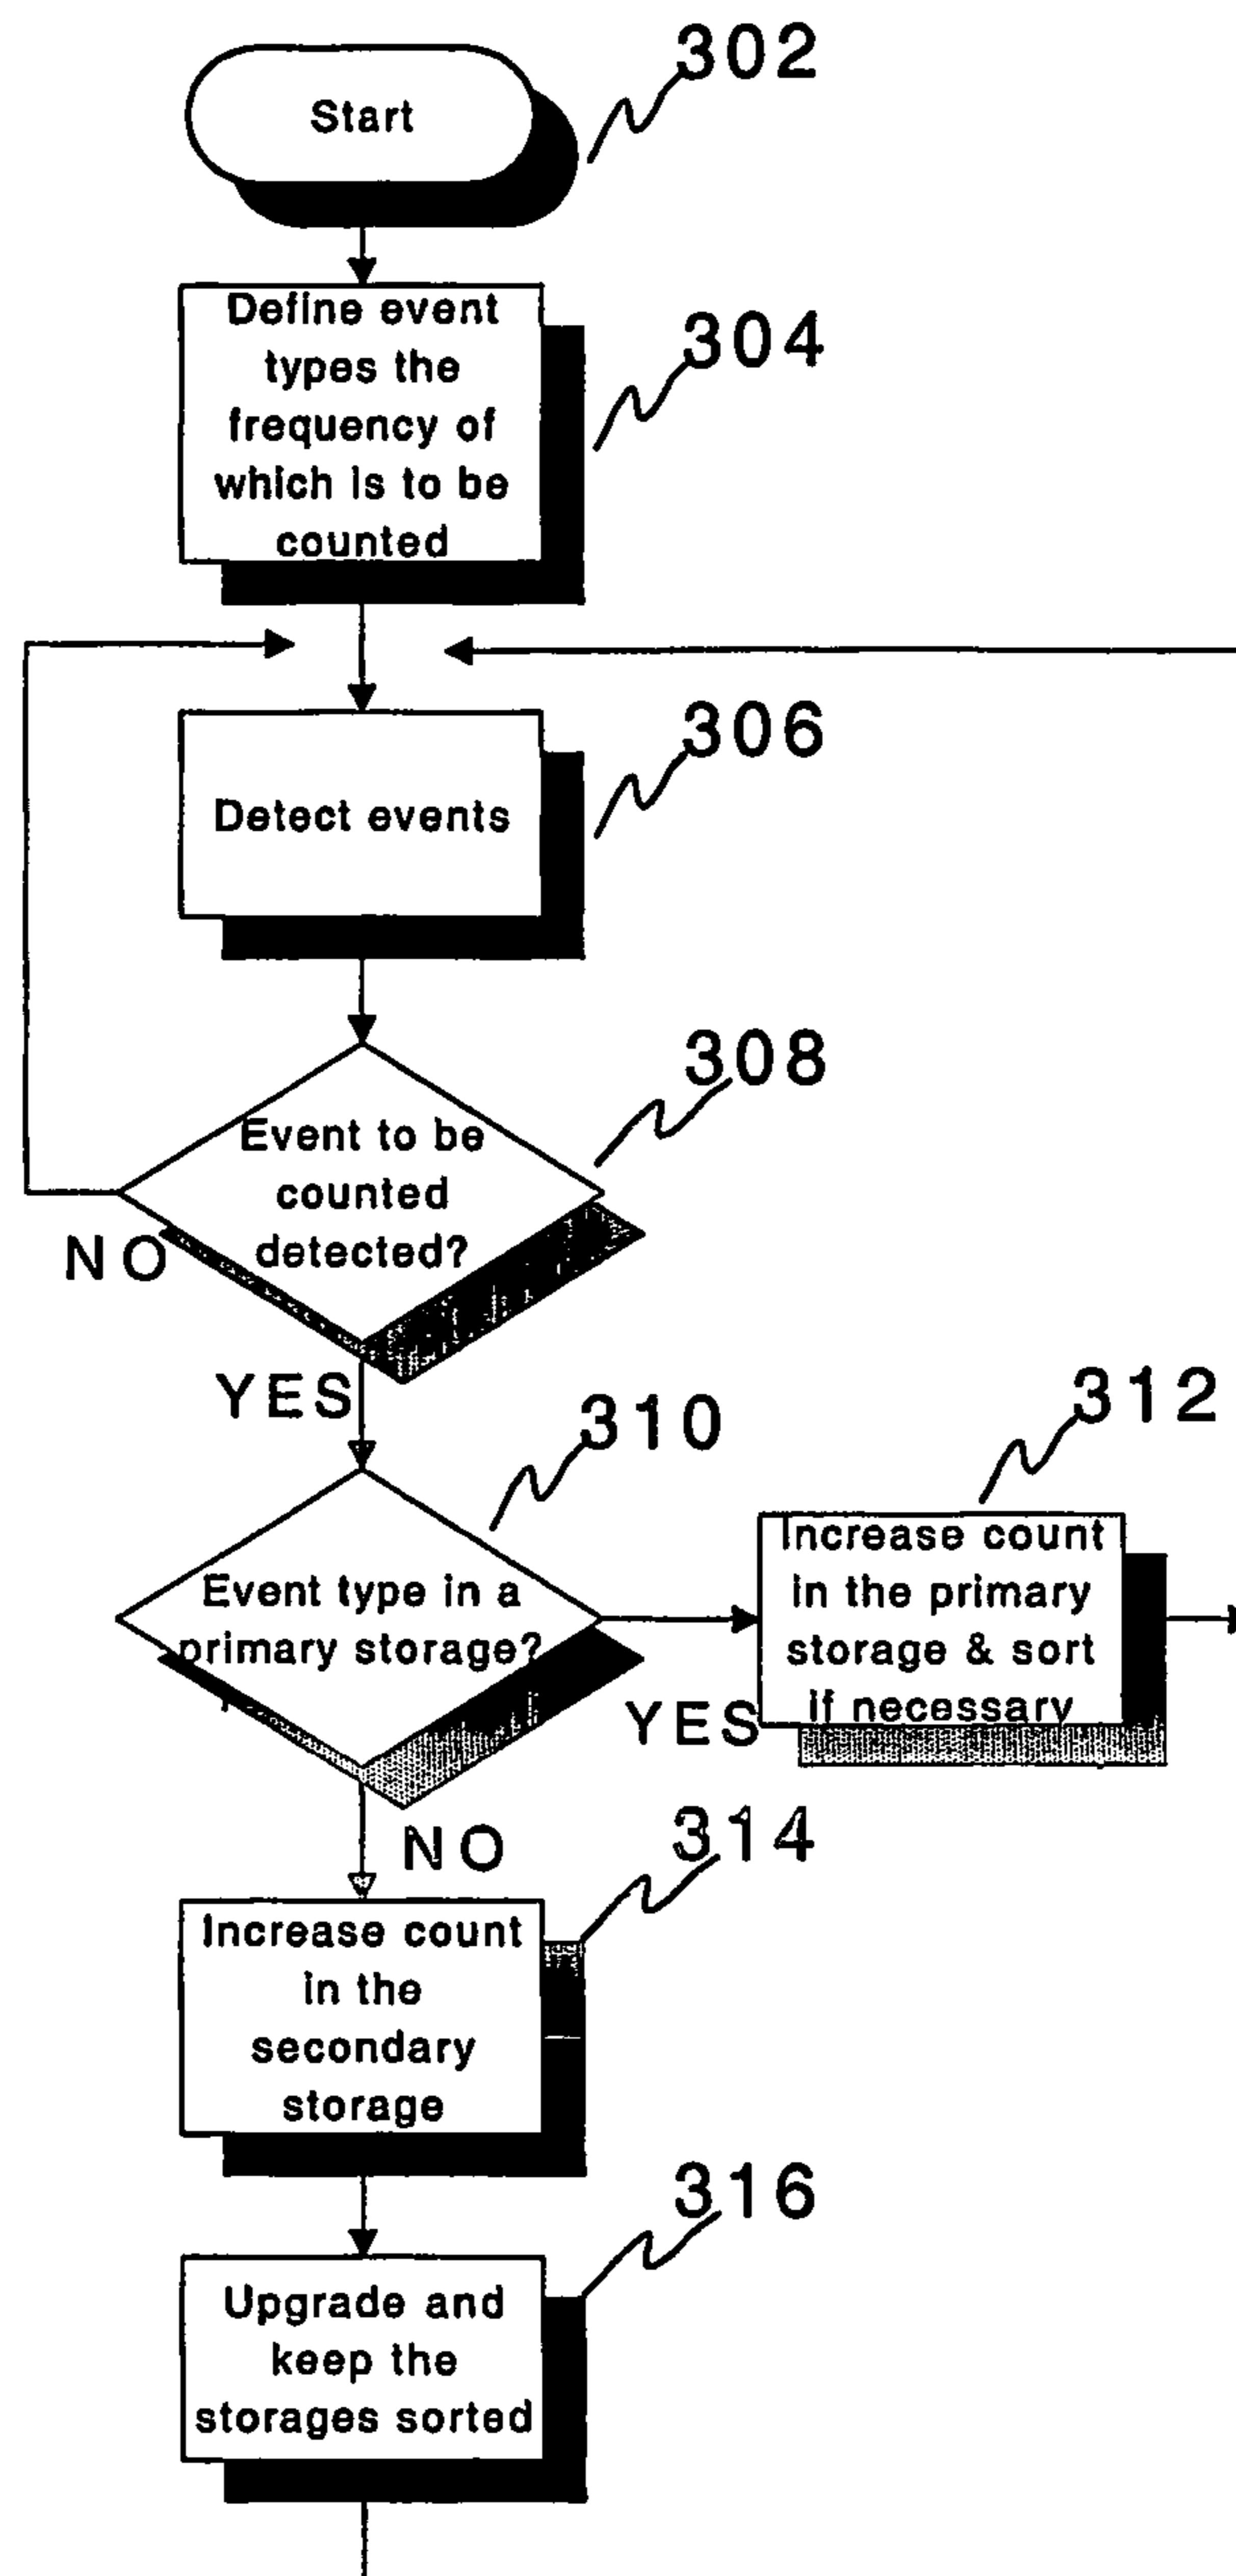 302
Start
304
Define event
types the
frequency of
which is to be
counted
306
Detect events
308
Event to be
counted
detected?
NO
YES
310
312
Event type in a
primary storage?
YES
Increase count
in the primary
storage & sort
if necessary
NO
314
Increase count
in the
secondary
storage
316
Upgrade and
keep the
storages sorted